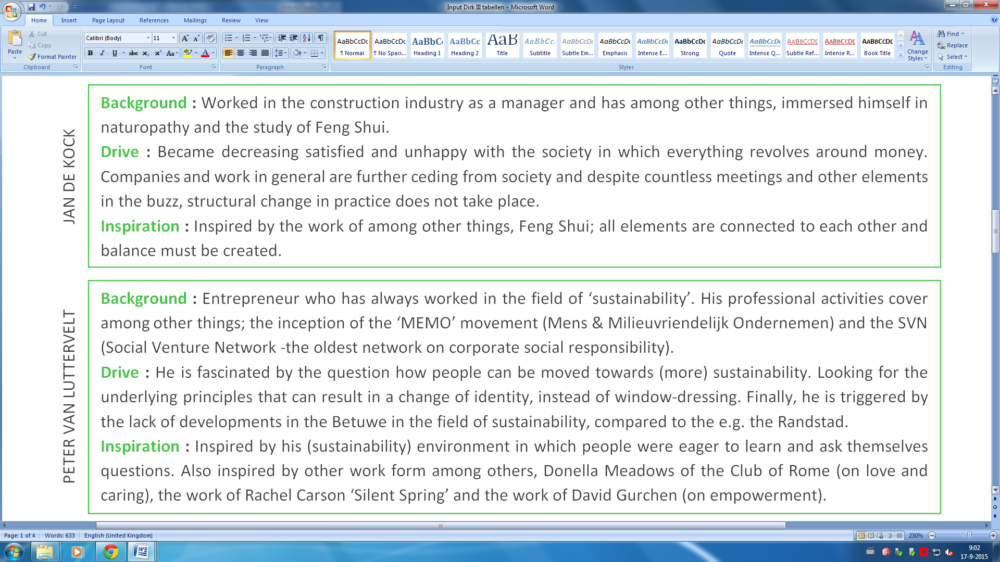 Input Dirk III tabellen - Microsoft Word
Home Insert Page Layout References Mailings Review View
Paste
Cut
Copy
Format Painter
Clipboard
Calibri (Body) 11
B I U abc x₂ x² Aa
Font
Paragraph
AaBbCcDc AaBbCcDc AaBbC AaBbCc AaB AaBbCc. AaBbCcDc AaBbCcDc AaBbCcDc AaBbCcDc AaBbCcDc AaBbCcDc AABBCCDE AABBCCDE AABBCCDE
¶ Normal ¶ No Spaci... Heading 1 Heading 2 Title Subtitle Subtle Em... Emphasis Intense E... Strong Quote Intense Q... Subtle Ref... Intense R... Book Title
Change Styles
Styles
Find
Replace
Select
Editing
JAN DE KOCK
Background : Worked in the construction industry as a manager and has among other things, immersed himself in
naturopathy and the study of Feng Shui.
Drive : Became decreasing satisfied and unhappy with the society in which everything revolves around money.
Companies and work in general are further ceding from society and despite countless meetings and other elements
in the buzz, structural change in practice does not take place.
Inspiration : Inspired by the work of among other things, Feng Shui; all elements are connected to each other and
balance must be created.
PETER VAN LUTTERVELT
Background : Entrepreneur who has always worked in the field of ‘sustainability’. His professional activities cover
among other things; the inception of the ‘MEMO’ movement (Mens & Milieuvriendelijk Ondernemen) and the SVN
(Social Venture Network -the oldest network on corporate social responsibility).
Drive : He is fascinated by the question how people can be moved towards (more) sustainability. Looking for the
underlying principles that can result in a change of identity, instead of window-dressing. Finally, he is triggered by
the lack of developments in the Betuwe in the field of sustainability, compared to the e.g. the Randstad.
Inspiration : Inspired by his (sustainability) environment in which people were eager to learn and ask themselves
questions. Also inspired by other work form among others, Donella Meadows of the Club of Rome (on love and
caring), the work of Rachel Carson ‘Silent Spring’ and the work of David Gurchen (on empowerment).
Page: 1 of 4 Words: 633 English (United Kingdom) 230%
9:02
17-9-2015